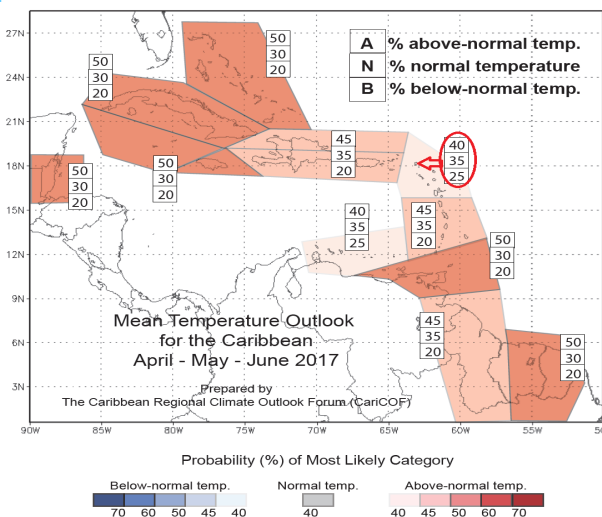 27N
24N
21N
18N
15N
12N
9N
6N
3N
50
30
20
A % above-normal temp.
N % normal temperature
B % below-normal temp.
50
30
20
45
35
20
40
35
25
50
30
20
50
30
20
40
35
25
45
35
20
50
30
20
45
35
20
50
30
20
Mean Temperature Outlook
for the Caribbean
April - May - June 2017
Prepared by
The Caribbean Regional Climate Outlook Forum (CariCOF)
90W 85W 80W 75W 70W 65W 60W 55W
Probability (%) of Most Likely Category
Below-normal temp. Normal temp. Above-normal temp.
70 60 50 45 40 40 40 45 50 60 70